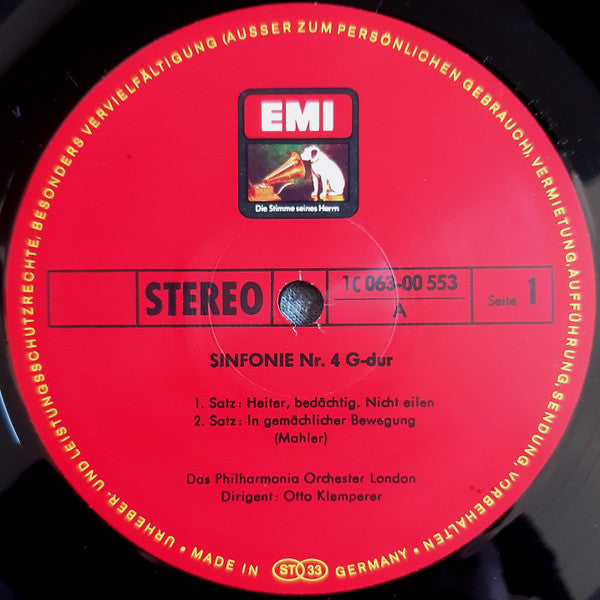 URHEBER- UND LEISTUNGSSCHUTZRECHTE, BESONDERS VERVIELFÄLTIGUNG (AUSSER ZUM PERSÖNLICHEN GEBRAUCH), VERMIETUNG, AUFFÜHRUNG, SENDUNG, VORBEHALTEN •
EMI
Die Stimme seines Herrn
STEREO
1C 063-00 553
A
Seite 1
SINFONIE Nr. 4 G-dur
1. Satz: Heiter, bedächtig. Nicht eilen
2. Satz: In gemächlicher Bewegung
(Mahler)
Das Philharmonia Orchester London
Dirigent: Otto Klemperer
• MADE IN ST 33 GERMANY